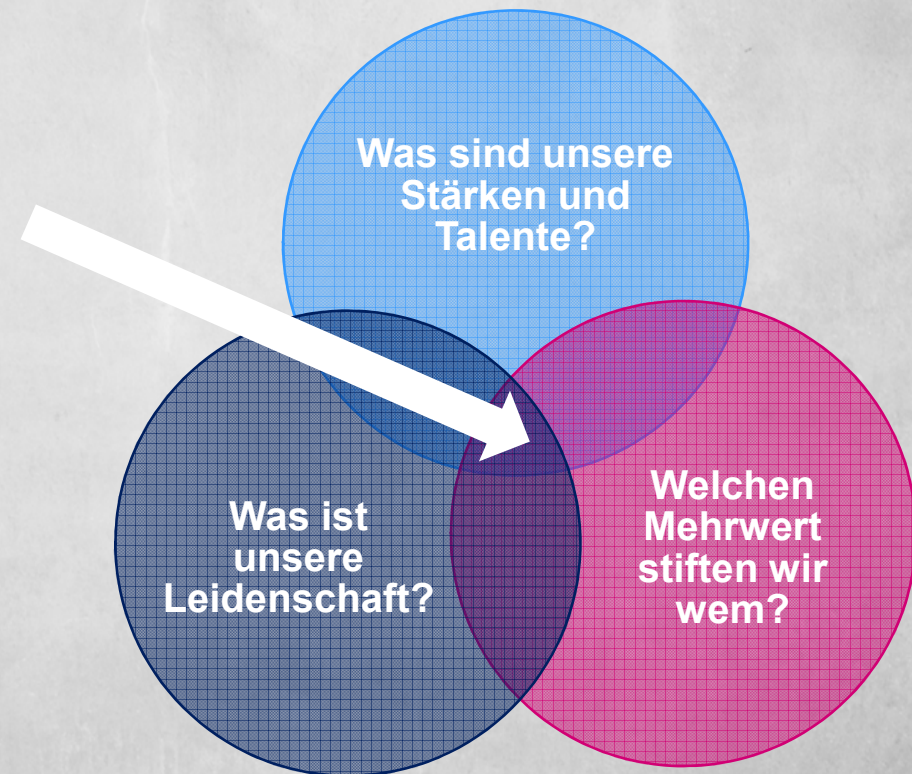 Was sind unsere
Stärken und
Talente?
Was ist
unsere
Leidenschaft?
Welchen
Mehrwert
stiften wir
wem?